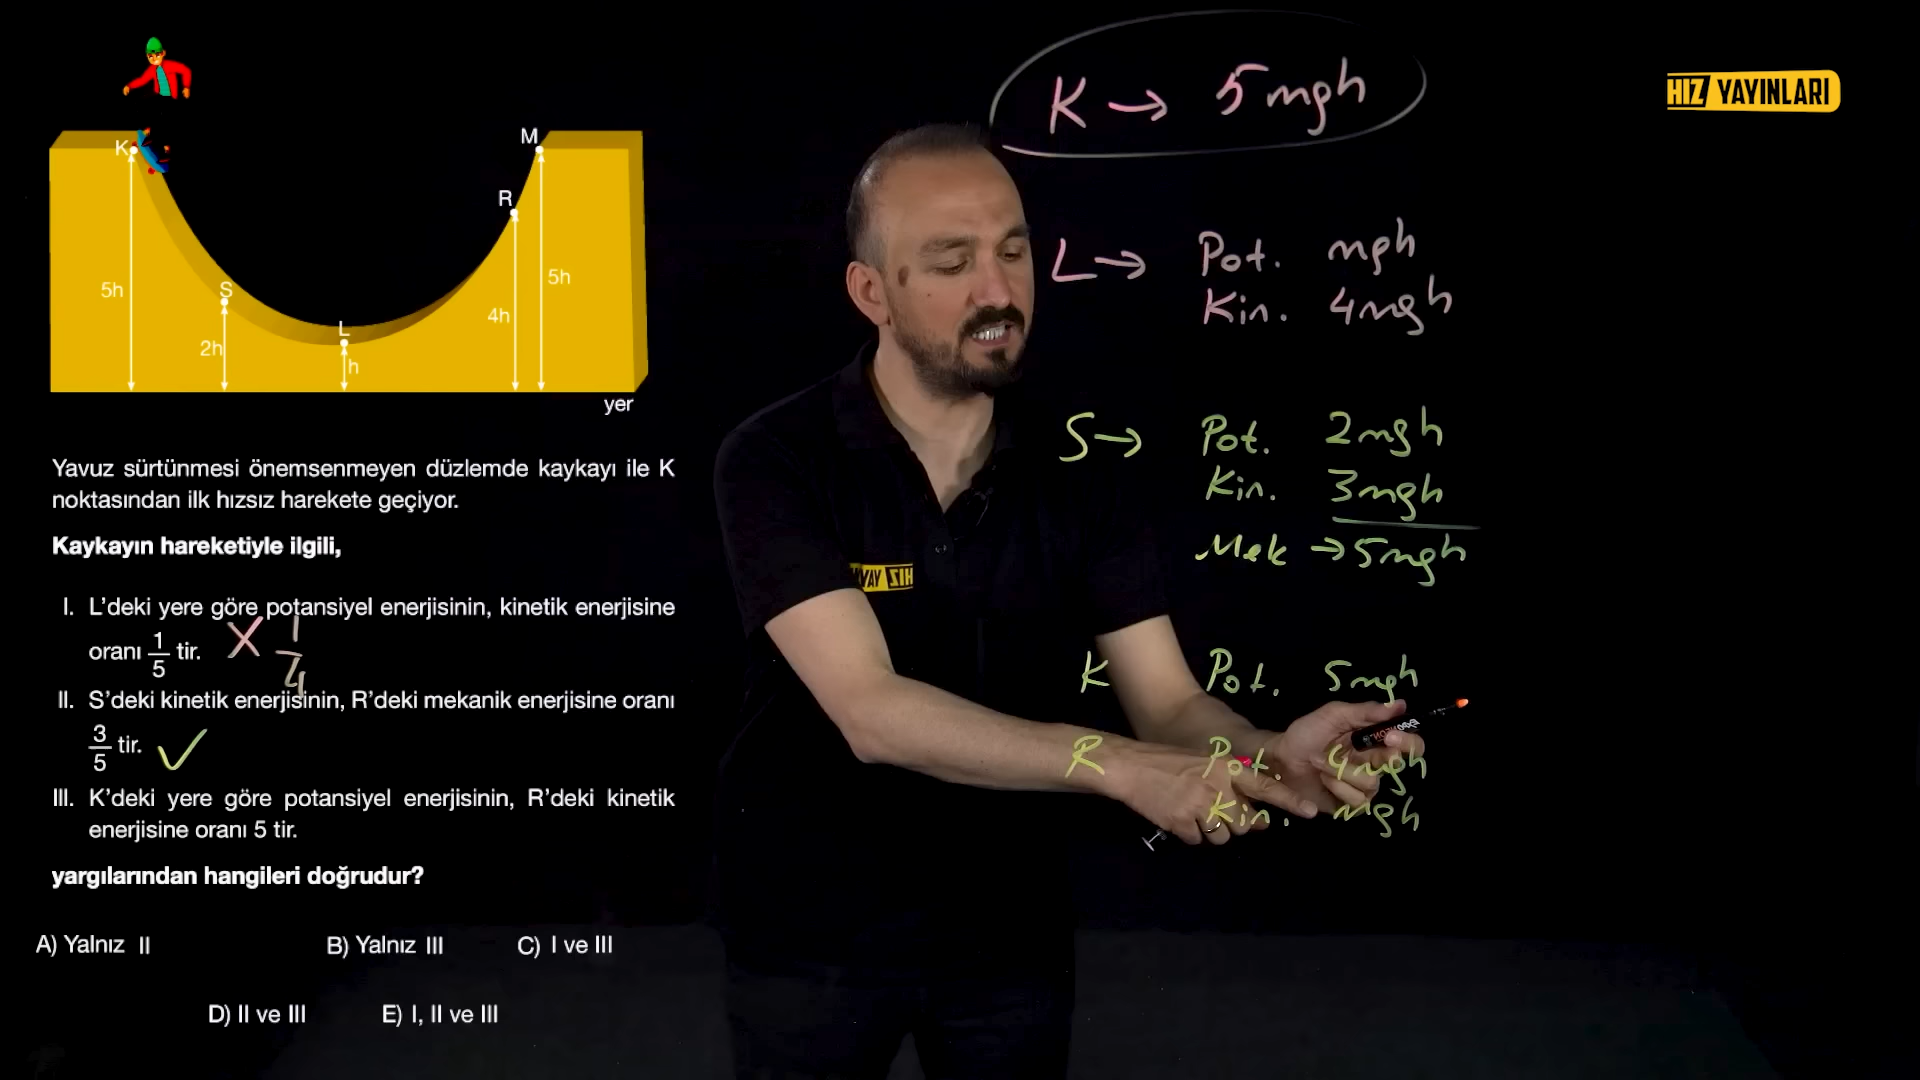 K → 5mgh
HIZ YAYINLARI
K
M
R
5h
S
5h
4h
L
2h
h
yer
L → Pot. mgh
Kin. 4mgh
S → Pot. 2mgh
Kin. 3mgh
Mek → 5mgh
K Pot. 5mgh
R Pot. 4mgh
Kin. mgh
Yavuz sürtünmesi önemsenmeyen düzlemde kaykayı ile K
noktasından ilk hızsız harekete geçiyor.
Kaykayın hareketiyle ilgili,
I. L'deki yere göre potansiyel enerjisinin, kinetik enerjisine
oranı 1/5 tir. X 1/4
II. S'deki kinetik enerjisinin, R'deki mekanik enerjisine oranı
3/5 tir. ✓
III. K'deki yere göre potansiyel enerjisinin, R'deki kinetik
enerjisine oranı 5 tir.
yargılarından hangileri doğrudur?
A) Yalnız II B) Yalnız III C) I ve III
D) II ve III E) I, II ve III